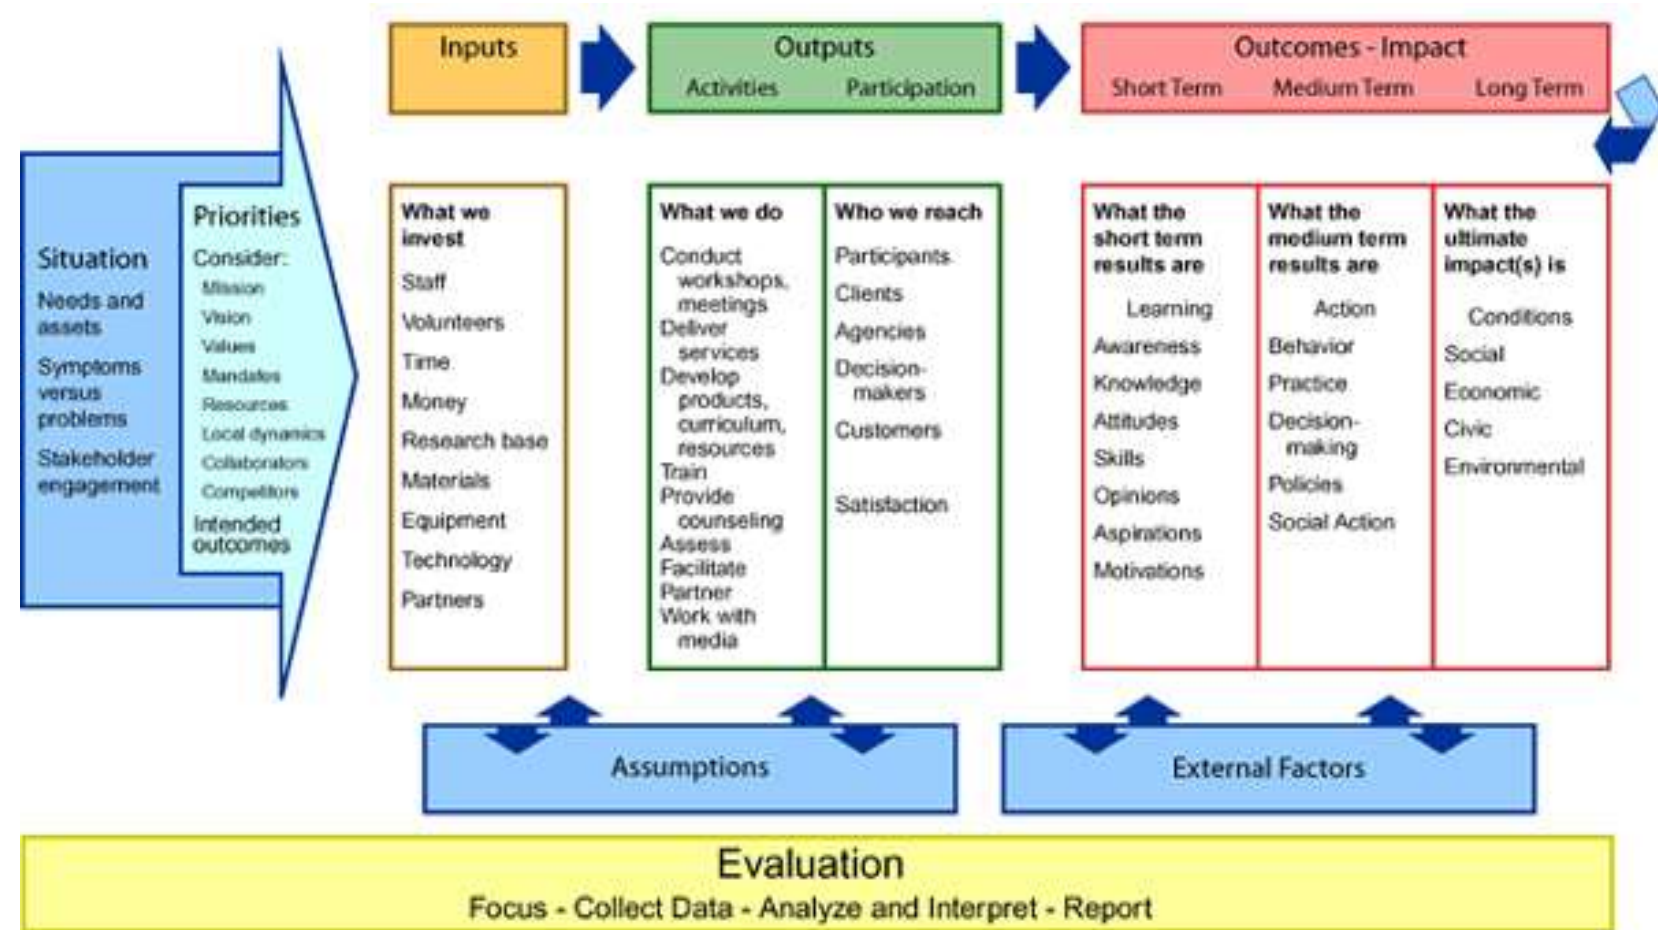 Inputs
Outputs
Activities Participation
Outcomes - Impact
Short Term Medium Term Long Term
Situation
Needs and
assets
Symptoms
versus
problems
Stakeholder
engagement
Priorities
Consider:
Mission
Vision
Values
Mandates
Resources
Local dynamics
Collaborators
Competitors
Intended
outcomes
What we
invest
Staff
Volunteers
Time
Money
Research base
Materials
Equipment
Technology
Partners
What we do
Conduct
workshops,
meetings
Deliver
services
Develop
products,
curriculum,
resources
Train
Provide
counseling
Assess
Facilitate
Partner
Work with
media
Who we reach
Participants
Clients
Agencies
Decision-
makers
Customers
Satisfaction
What the
short term
results are
Learning
Awareness
Knowledge
Attitudes
Skills
Opinions
Aspirations
Motivations
What the
medium term
results are
Action
Behavior
Practice
Decision-
making
Policies
Social Action
What the
ultimate
impact(s) is
Conditions
Social
Economic
Civic
Environmental
Assumptions
External Factors
Evaluation
Focus - Collect Data - Analyze and Interpret - Report